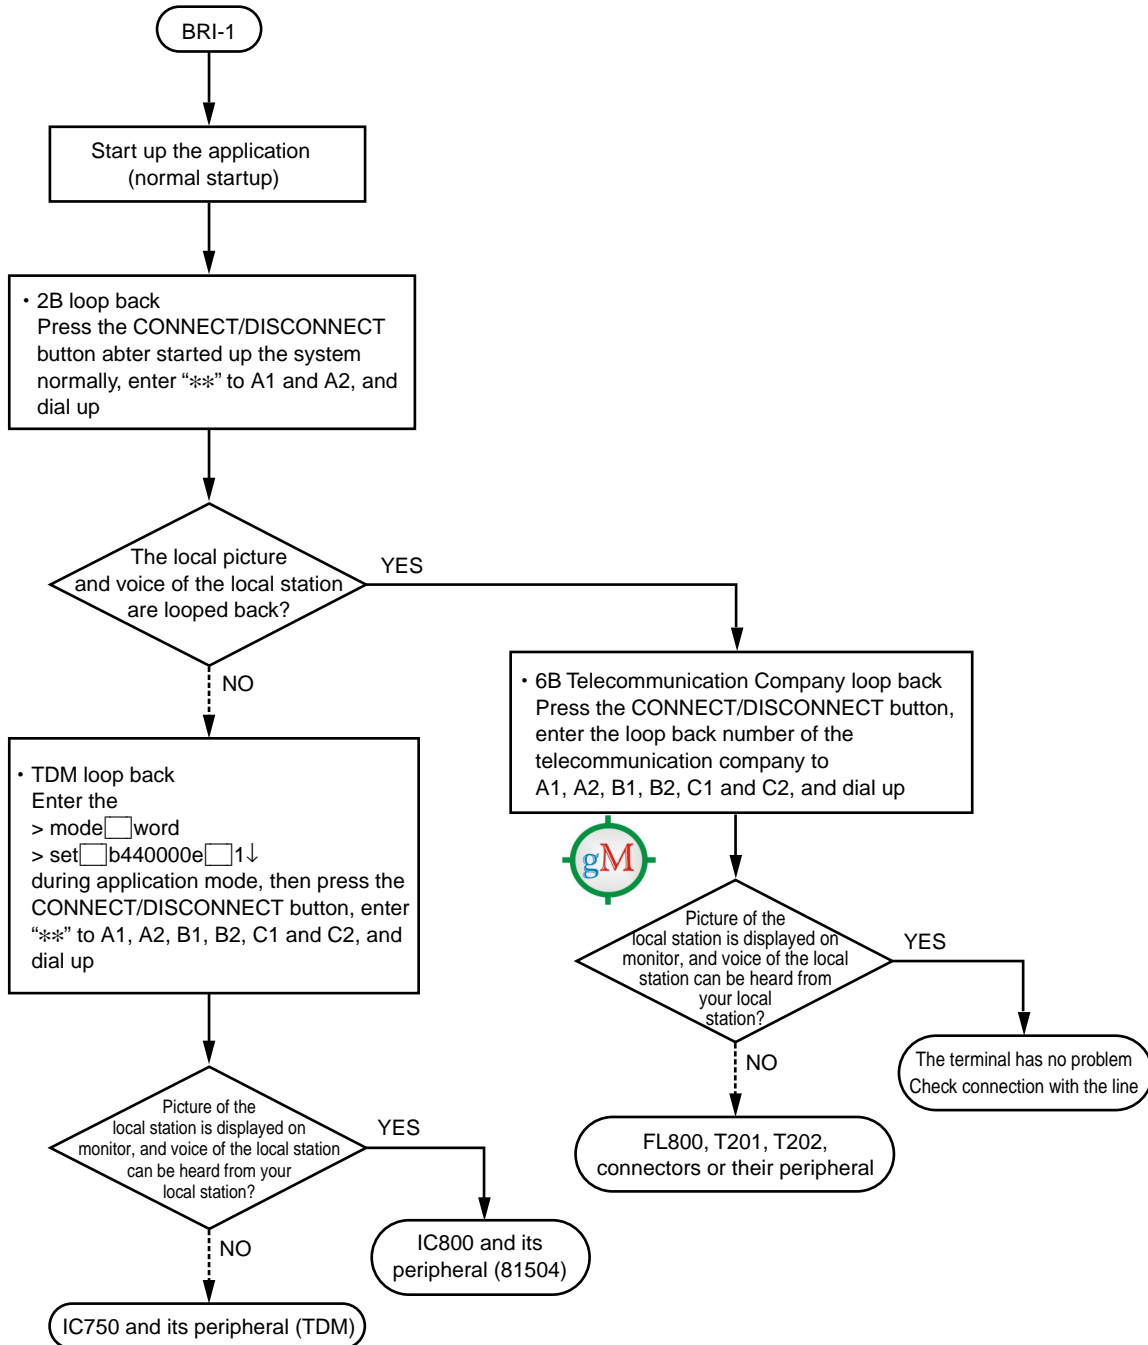 BRI-1
Start up the application
(normal startup)
・2B loop back
Press the CONNECT/DISCONNECT
button abter started up the system
normally, enter “**” to A1 and A2, and
dial up
The local picture
and voice of the local station
are looped back?
YES
NO
・6B Telecommunication Company loop back
Press the CONNECT/DISCONNECT button,
enter the loop back number of the
telecommunication company to
A1, A2, B1, B2, C1 and C2, and dial up
・TDM loop back
Enter the
> mode□word
> set□b440000e□1↓
during application mode, then press the
CONNECT/DISCONNECT button, enter
“**” to A1, A2, B1, B2, C1 and C2, and
dial up
gM
Picture of the
local station is displayed on
monitor, and voice of the local
station can be heard from
your local
station?
YES
NO
The terminal has no problem
Check connection with the line
FL800, T201, T202,
connectors or their peripheral
Picture of the
local station is displayed on
monitor, and voice of the local station
can be heard from your
local station?
YES
NO
IC800 and its
peripheral (81504)
IC750 and its peripheral (TDM)